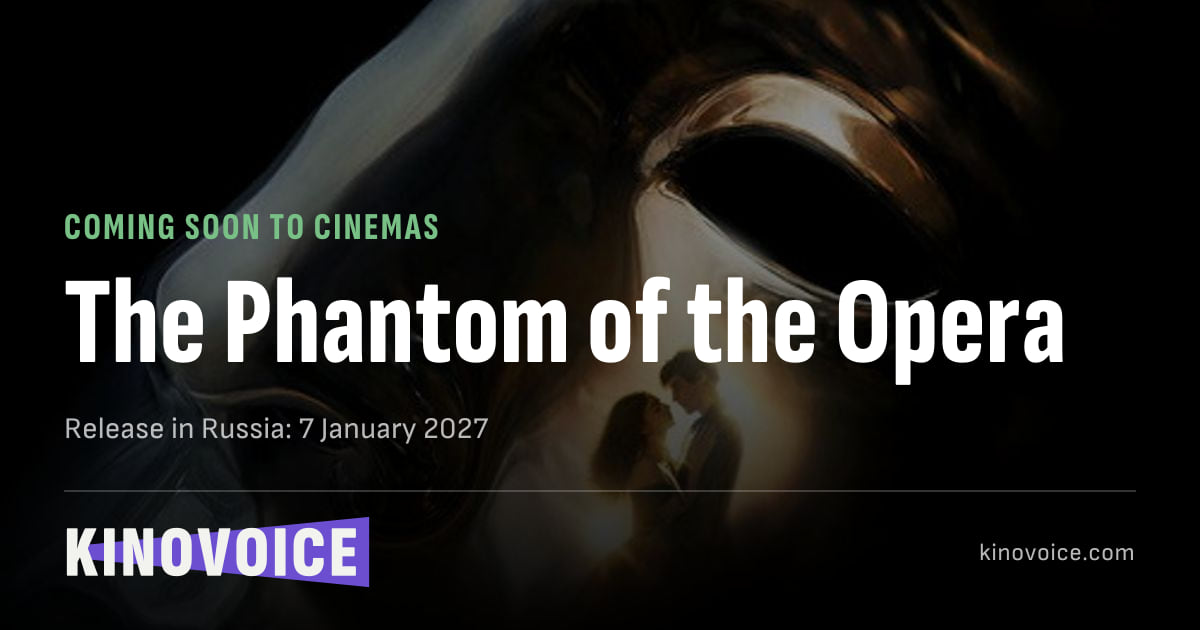 COMING SOON TO CINEMAS
The Phantom of the Opera
Release in Russia: 7 January 2027
KINOVOICE
kinovoice.com